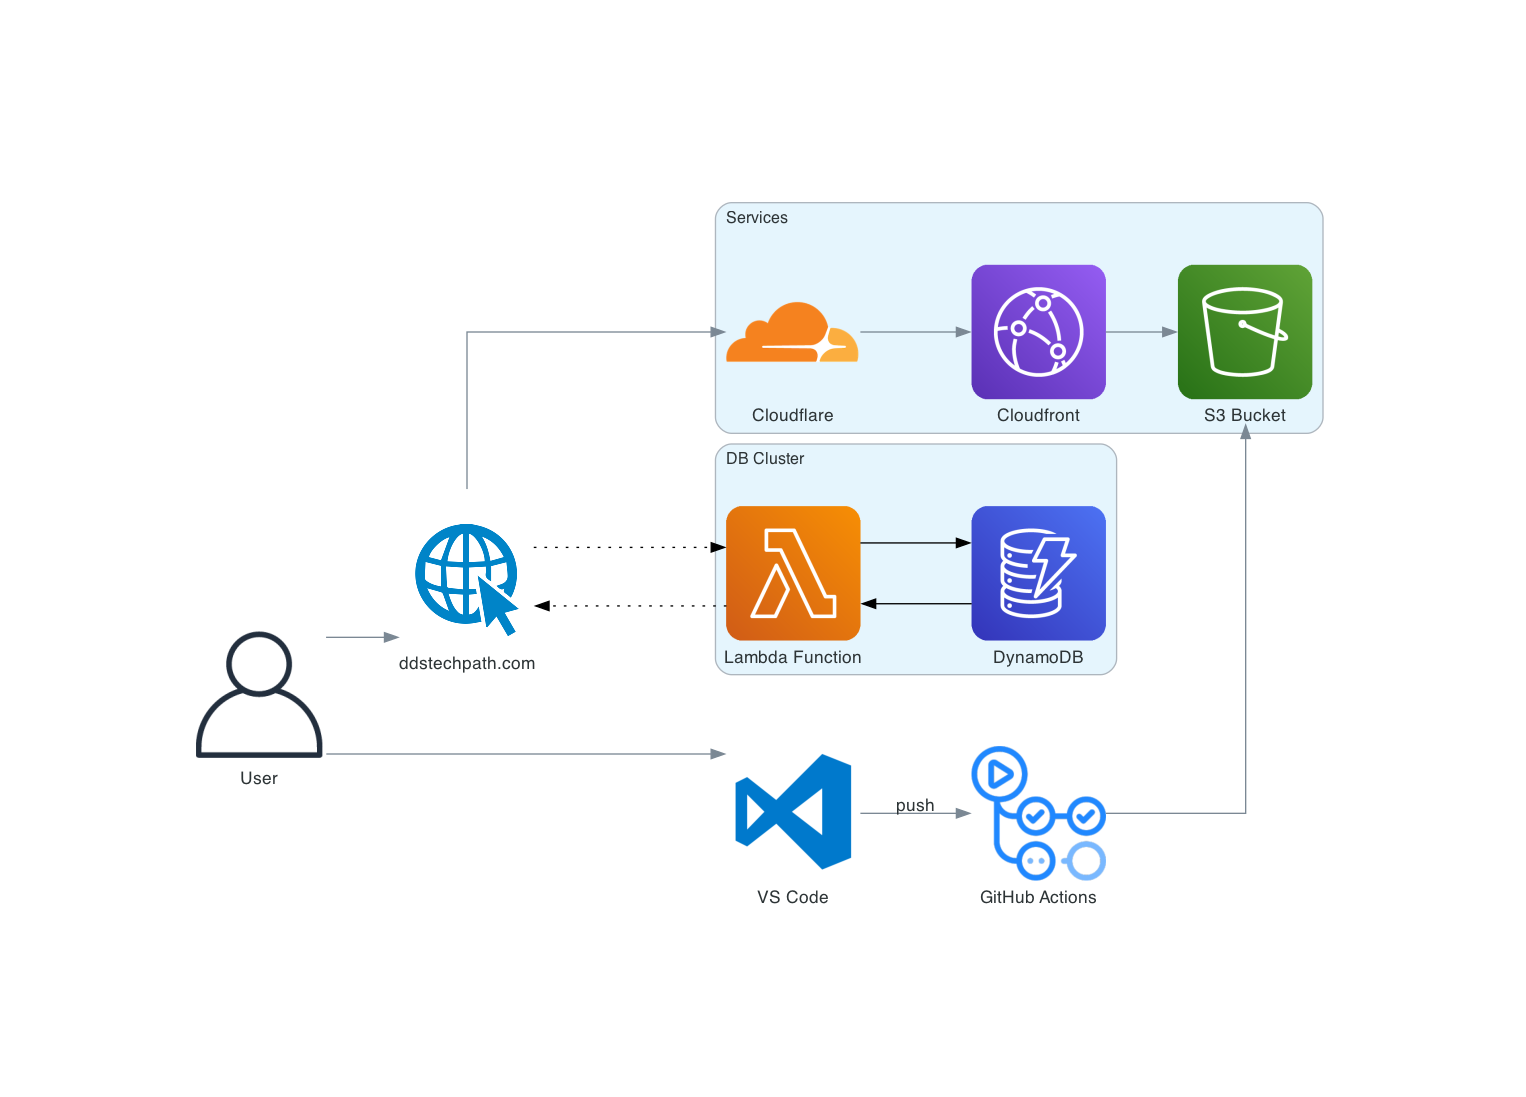 Services
Cloudflare
Cloudfront
S3 Bucket
DB Cluster
Lambda Function
DynamoDB
ddstechpath.com
User
push
VS Code
GitHub Actions